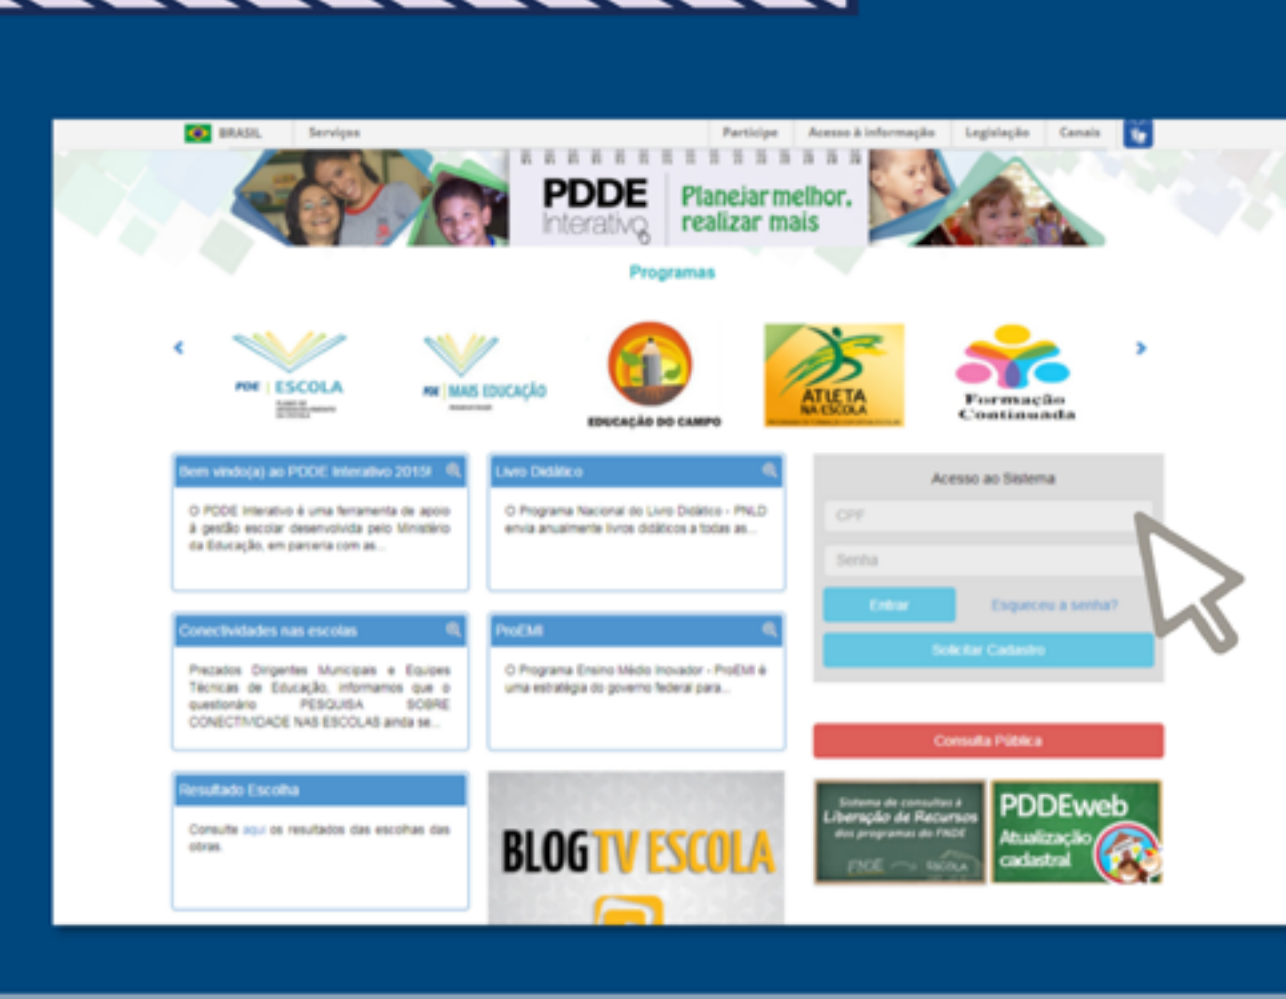 BRASIL
Serviços
Participe
Acesso à informação
Legislação
Canais
PDDE
Interativo
Planejar melhor,
realizar mais
Programas
PDE ESCOLA
PDE MAIS EDUCAÇÃO
EDUCAÇÃO DO CAMPO
ATLETA
NA ESCOLA
Formação
Continuada
Bem vindo(a) ao PDDE Interativo 2015!
O PDDE Interativo é uma ferramenta de apoio
à gestão escolar desenvolvida pelo Ministério
da Educação, em parceria com as...
Livro Didático
O Programa Nacional do Livro Didático - PNLD
envia anualmente livros didáticos a todas as...
Acesso ao Sistema
CPF
Senha
Entrar
Esqueceu a senha?
Solicitar Cadastro
Conectividades nas escolas
Prezados Dirigentes Municipais e Equipes
Técnicas de Educação, informamos que o
questionário PESQUISA SOBRE
CONECTIVIDADE NAS ESCOLAS ainda se...
ProEMI
O Programa Ensino Médio Inovador - ProEMI é
uma estratégia do governo federal para...
Consulta Pública
Resultado Escolha
Consulte aqui os resultados das escolhas das
obras.
BLOG TV ESCOLA
Sistema de consultas à
Liberação de Recursos
dos programas do FNDE
FNDE
ESCOLA
PDDEweb
Atualização
cadastral